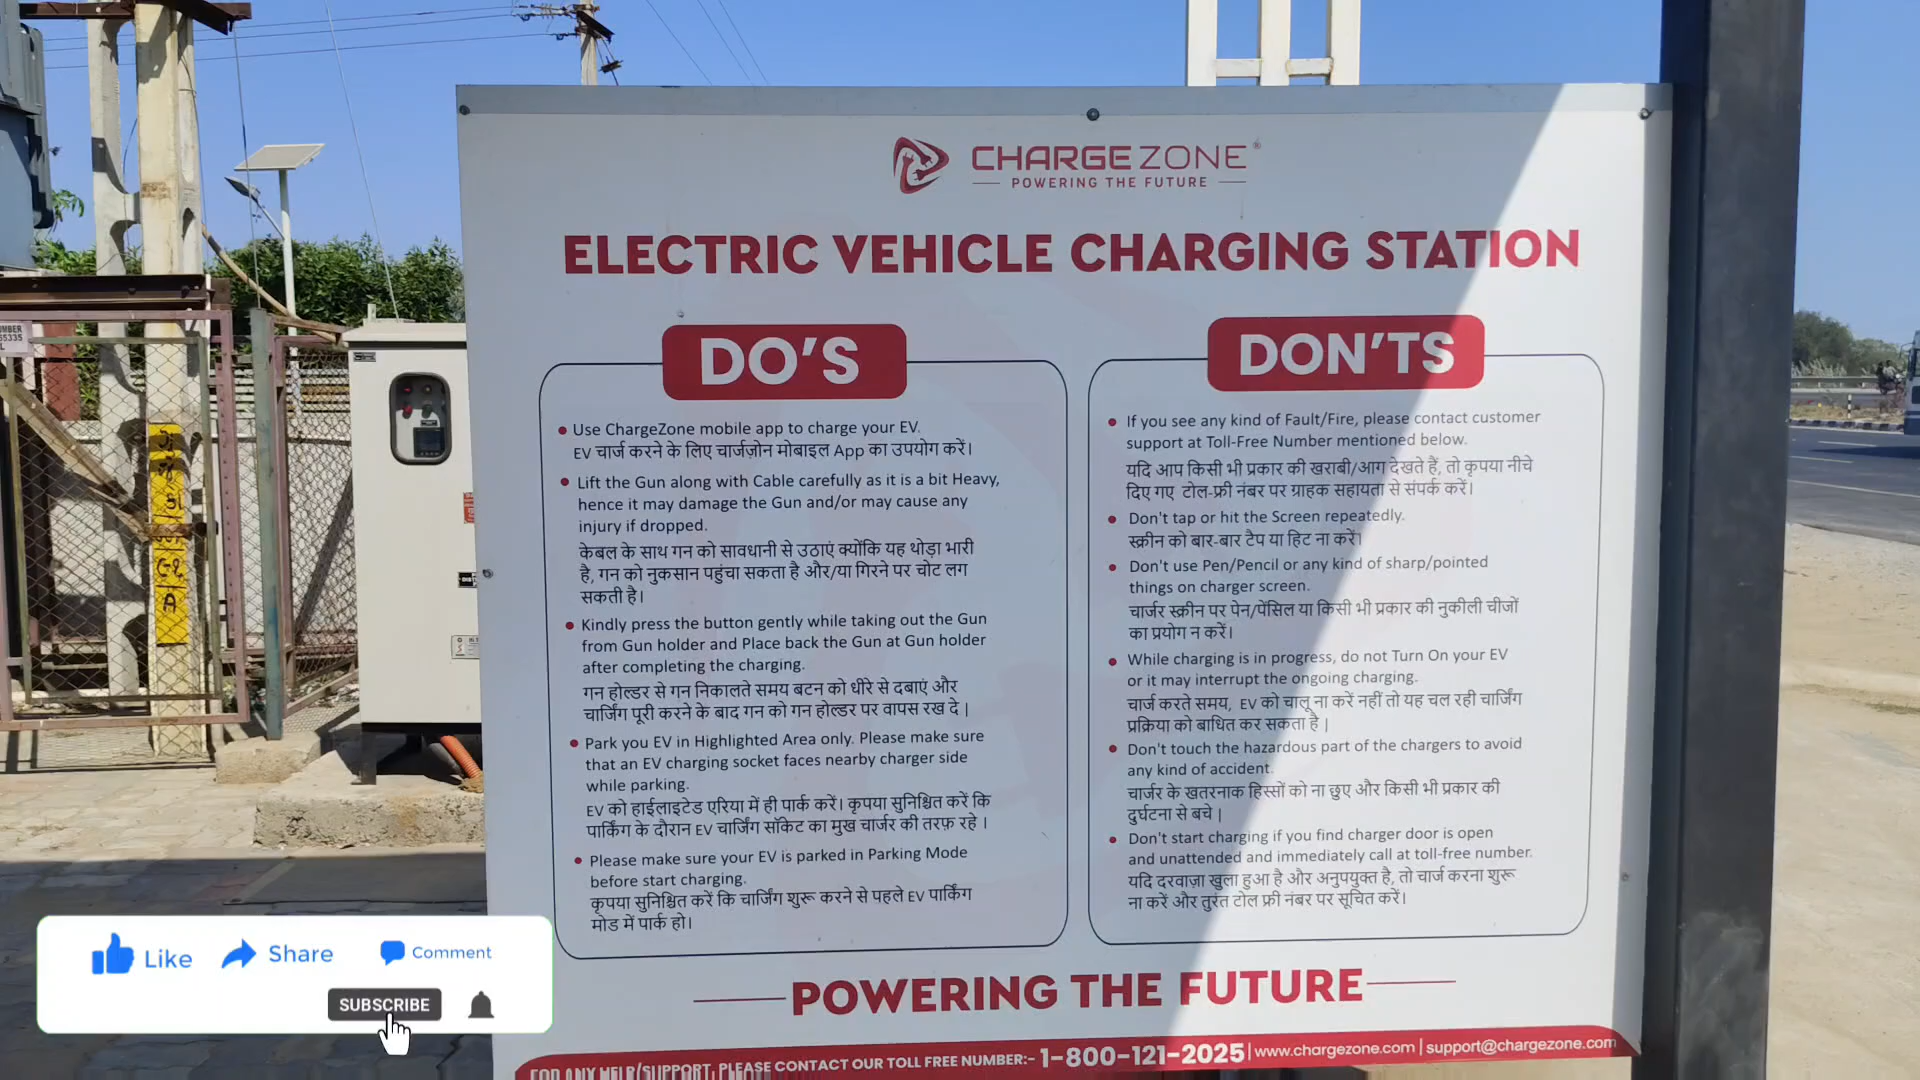 CHARGE ZONE®
POWERING THE FUTURE
ELECTRIC VEHICLE CHARGING STATION
DO'S
Use ChargeZone mobile app to charge your EV.
EV चार्ज करने के लिए चार्जज़ोन मोबाइल App का उपयोग करें।
Lift the Gun along with Cable carefully as it is a bit Heavy,
hence it may damage the Gun and/or may cause any
injury if dropped.
केबल के साथ गन को सावधानी से उठाएं क्योंकि यह थोड़ा भारी
है, गन को नुकसान पहुंचा सकता है और/या गिरने पर चोट लग
सकती है।
Kindly press the button gently while taking out the Gun
from Gun holder and Place back the Gun at Gun holder
after completing the charging.
गन होल्डर से गन निकालते समय बटन को धीरे से दबाएं और
चार्जिंग पूरी करने के बाद गन को गन होल्डर पर वापस रख दे |
Park you EV in Highlighted Area only. Please make sure
that an EV charging socket faces nearby charger side
while parking.
EV को हाईलाइटेड एरिया में ही पार्क करें। कृपया सुनिश्चित करें कि
पार्किंग के दौरान EV चार्जिंग सॉकेट का मुख चार्जर की तरफ़ रहे ।
Please make sure your EV is parked in Parking Mode
before start charging.
कृपया सुनिश्चित करें कि चार्जिंग शुरू करने से पहले EV पार्किंग
मोड में पार्क हो।
DON'TS
If you see any kind of Fault/Fire, please contact customer
support at Toll-Free Number mentioned below.
यदि आप किसी भी प्रकार की खराबी/आग देखते हैं, तो कृपया नीचे
दिए गए टोल-फ्री नंबर पर ग्राहक सहायता से संपर्क करें।
Don't tap or hit the Screen repeatedly.
स्क्रीन को बार-बार टैप या हिट ना करें।
Don't use Pen/Pencil or any kind of sharp/pointed
things on charger screen.
चार्जर स्क्रीन पर पेन/पेंसिल या किसी भी प्रकार की नुकीली चीजों
का प्रयोग न करें।
While charging is in progress, do not Turn On your EV
or it may interrupt the ongoing charging.
चार्ज करते समय, EV को चालू ना करें नहीं तो यह चल रही चार्जिंग
प्रक्रिया को बाधित कर सकता है |
Don't touch the hazardous part of the chargers to avoid
any kind of accident.
चार्जर के खतरनाक हिस्सों को ना छुए और किसी भी प्रकार की
दुर्घटना से बचे |
Don't start charging if you find charger door is open
and unattended and immediately call at toll-free number.
यदि दरवाज़ा खुला हुआ है और अनुपयुक्त है, तो चार्ज करना शुरू
ना करें और तुरंत टोल फ्री नंबर पर सूचित करें।
POWERING THE FUTURE
FOR ANY HELP/SUPPORT, PLEASE CONTACT OUR TOLL FREE NUMBER:- 1-800-121-2025 | www.chargezone.com | support@chargezone.com
Like Share Comment
SUBSCRIBE